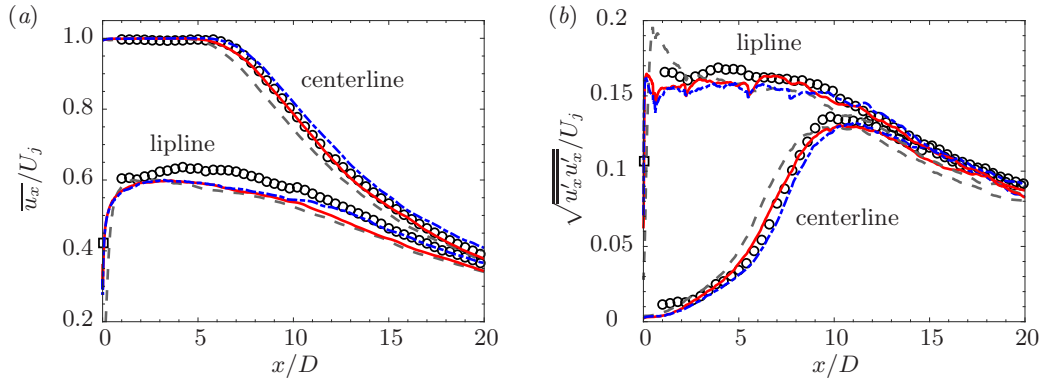 (a)
1.0
0.8
0.6
0.4
0.2
0
5
10
15
20
x/D
\overline{u_x}/U_j
centerline
lipline
(b)
0.2
0.15
0.1
0.05
0
0
5
10
15
20
x/D
\sqrt{\overline{\overline{u'_x u'_x}}}/U_j
lipline
centerline